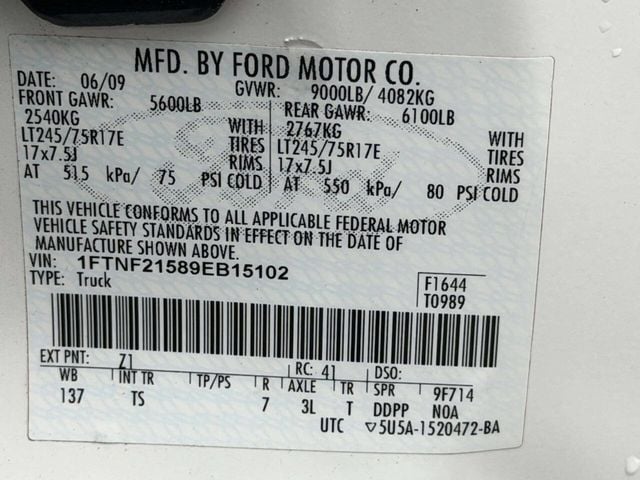 MFD. BY FORD MOTOR CO.
DATE: 06/09 GVWR: 9000LB/ 4082KG
FRONT GAWR: 5600LB REAR GAWR: 6100LB
2540KG WITH 2767KG WITH
LT245/75R17E TIRES LT245/75R17E TIRES
17x7.5J RIMS 17x7.5J RIMS
AT 515 kPa/ 75 PSI COLD AT 550 kPa/ 80 PSI COLD
THIS VEHICLE CONFORMS TO ALL APPLICABLE FEDERAL MOTOR
VEHICLE SAFETY STANDARDS IN EFFECT ON THE DATE OF
MANUFACTURE SHOWN ABOVE.
VIN: 1FTNF21589EB15102
TYPE: Truck F1644
T0989
EXT PNT: Z1 RC: 41 DSO:
WB INT TR TP/PS R AXLE TR SPR 9F714
137 TS 7 3L T DDPP N0A
UTC ▽5U5A-1520472-BA